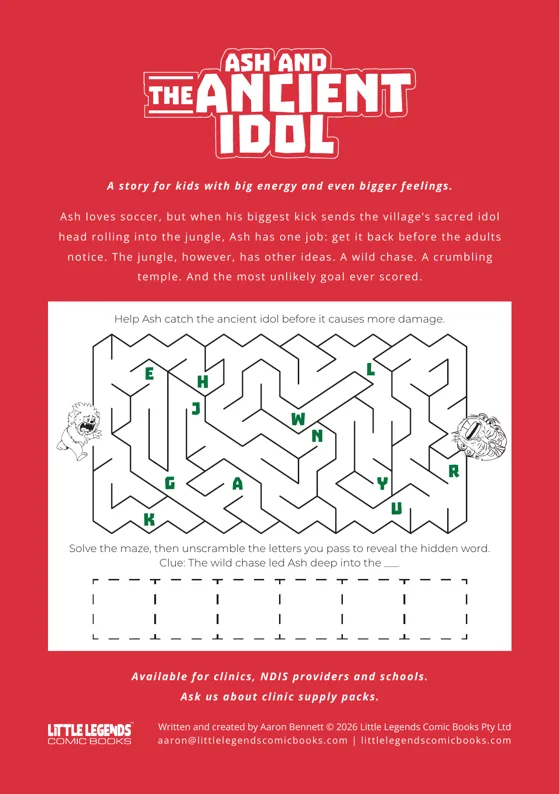 ASH AND
THE ANCIENT
IDOL
A story for kids with big energy and even bigger feelings.
Ash loves soccer, but when his biggest kick sends the village's sacred idol
head rolling into the jungle, Ash has one job: get it back before the adults
notice. The jungle, however, has other ideas. A wild chase. A crumbling
temple. And the most unlikely goal ever scored.
Help Ash catch the ancient idol before it causes more damage.
E
H
L
J
W
N
R
G
A
Y
U
K
Solve the maze, then unscramble the letters you pass to reveal the hidden word.
Clue: The wild chase led Ash deep into the ___.
Available for clinics, NDIS providers and schools.
Ask us about clinic supply packs.
LITTLE LEGENDS™
COMIC BOOKS
Written and created by Aaron Bennett © 2026 Little Legends Comic Books Pty Ltd
aaron@littlelegendscomicbooks.com | littlelegendscomicbooks.com